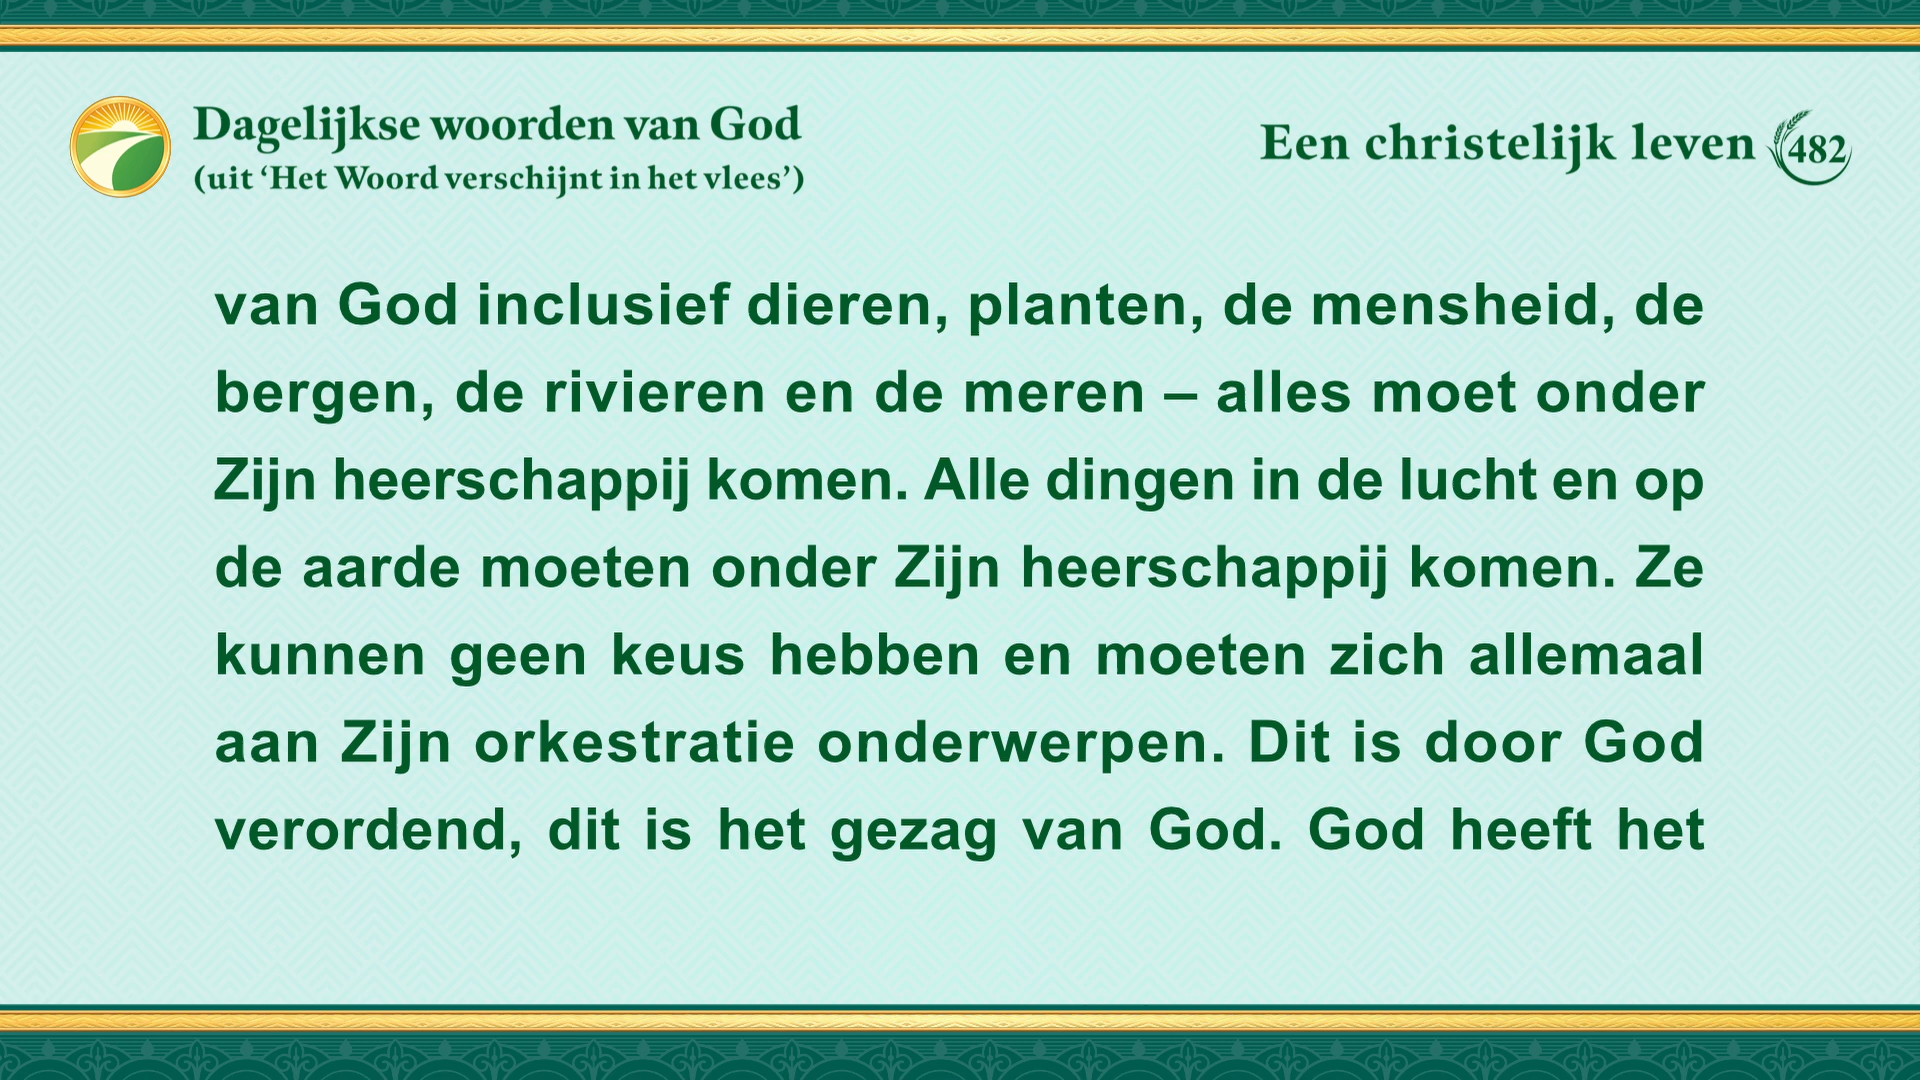 Dagelijkse woorden van God
(uit ‘Het Woord verschijnt in het vlees’)
Een christelijk leven 482
van God inclusief dieren, planten, de mensheid, de
bergen, de rivieren en de meren – alles moet onder
Zijn heerschappij komen. Alle dingen in de lucht en op
de aarde moeten onder Zijn heerschappij komen. Ze
kunnen geen keus hebben en moeten zich allemaal
aan Zijn orkestratie onderwerpen. Dit is door God
verordend, dit is het gezag van God. God heeft het